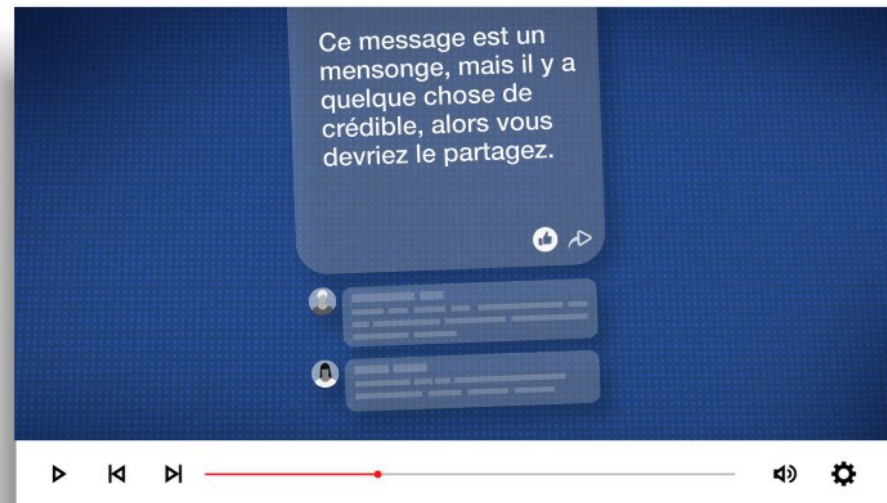 Ce message est un
mensonge, mais il y a
quelque chose de
crédible, alors vous
devriez le partagez.